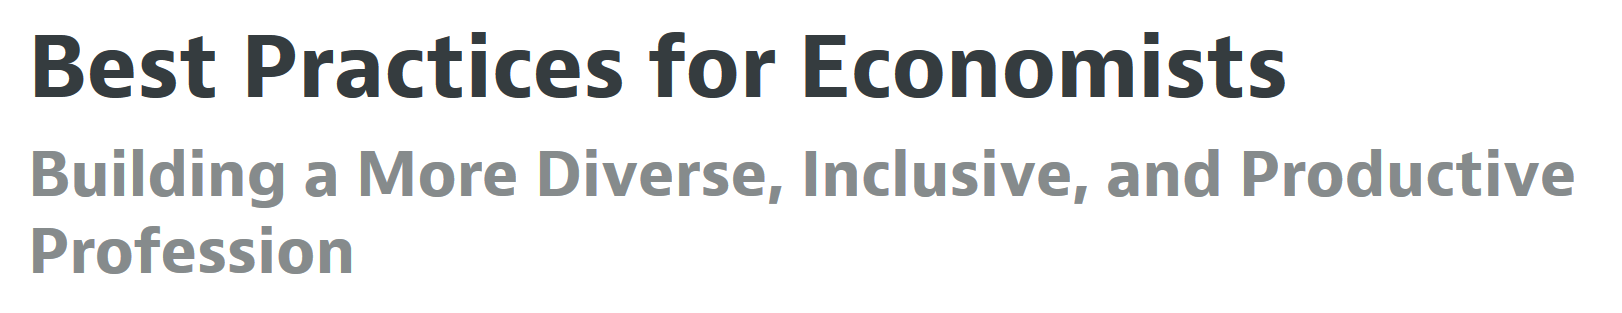 Best Practices for Economists
Building a More Diverse, Inclusive, and Productive
Profession